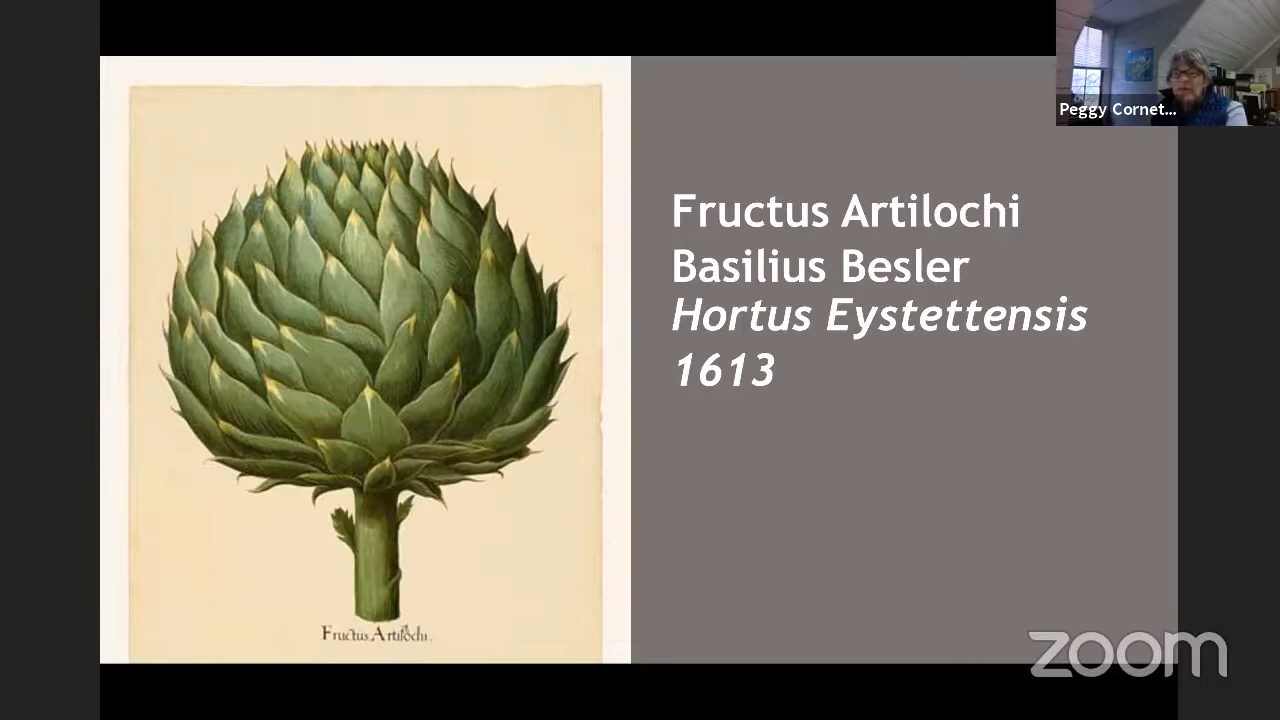 Peggy Cornet...
Fructus Artilochi
Basilius Besler
Hortus Eystettensis
1613
Fructus Artilochi.
zoom